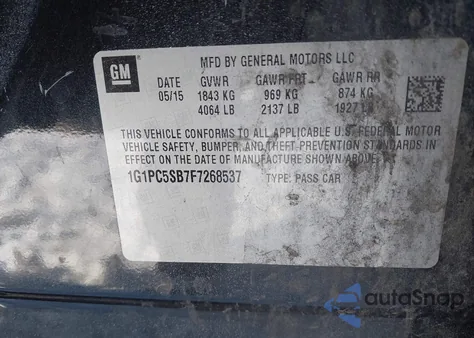 GM
MFD BY GENERAL MOTORS LLC
DATE GVWR GAWR FRT GAWR RR
05/15 1843 KG 969 KG 874 KG
4064 LB 2137 LB 1927 LB
THIS VEHICLE CONFORMS TO ALL APPLICABLE U.S. FEDERAL MOTOR
VEHICLE SAFETY, BUMPER, AND THEFT PREVENTION STANDARDS IN
EFFECT ON THE DATE OF MANUFACTURE SHOWN ABOVE.
1G1PC5SB7F7268537 TYPE: PASS CAR
autoSnap